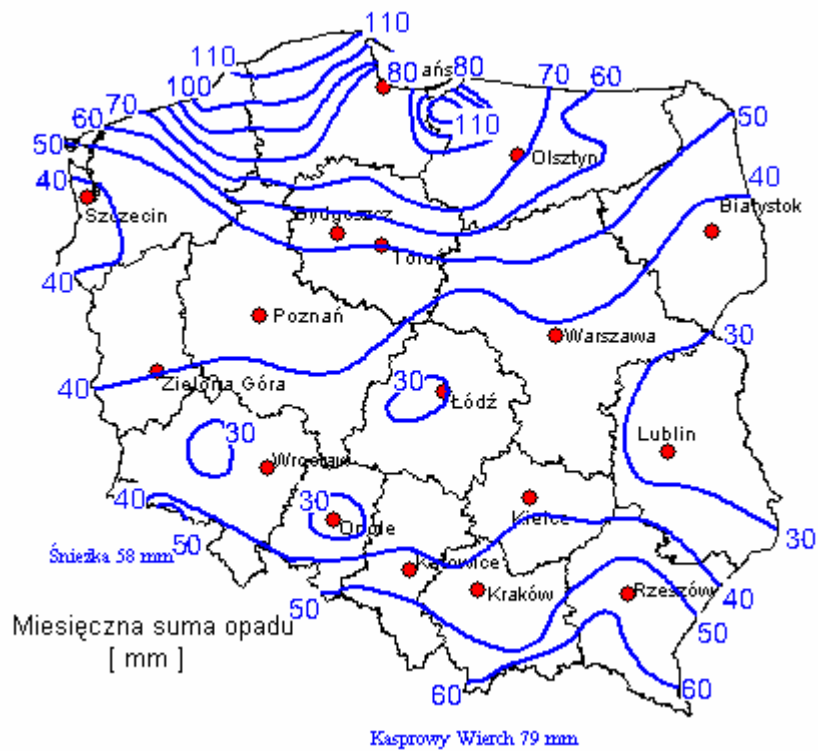 110
110
100
80
ańs
80
70
60
70
60
50
110
50
Olsztyn
40
40
Szczecin
Bydgoszcz
Białystok
Toruń
40
Poznań
Warszawa
30
40
Zielona Góra
30
Łódź
30
Lublin
Wrocław
40
30
50
Opole
Kielce
30
Śnieżka 58 mm
Katowice
50
Kraków
Rzeszów
40
Miesięczna suma opadu
[ mm ]
50
60
60
Kasprowy Wierch 79 mm